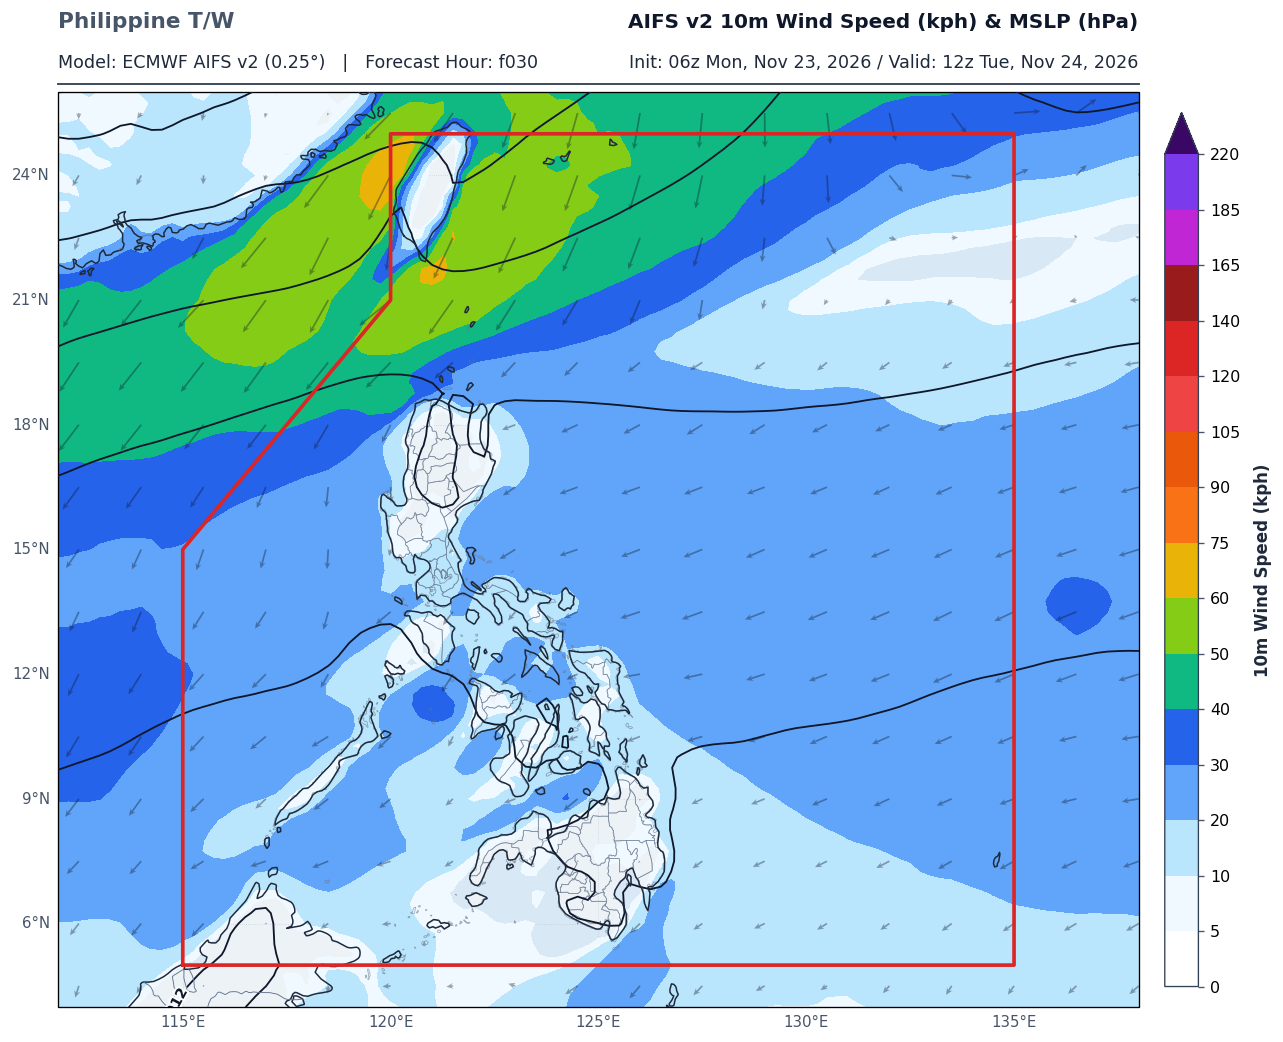 Philippine T/W
AIFS v2 10m Wind Speed (kph) & MSLP (hPa)
Model: ECMWF AIFS v2 (0.25°) | Forecast Hour: f030
Init: 06z Mon, Nov 23, 2026 / Valid: 12z Tue, Nov 24, 2026
24°N
21°N
18°N
15°N
12°N
9°N
6°N
115°E
120°E
125°E
130°E
135°E
220
185
165
140
120
105
90
75
60
50
40
30
20
10
5
0
10m Wind Speed (kph)